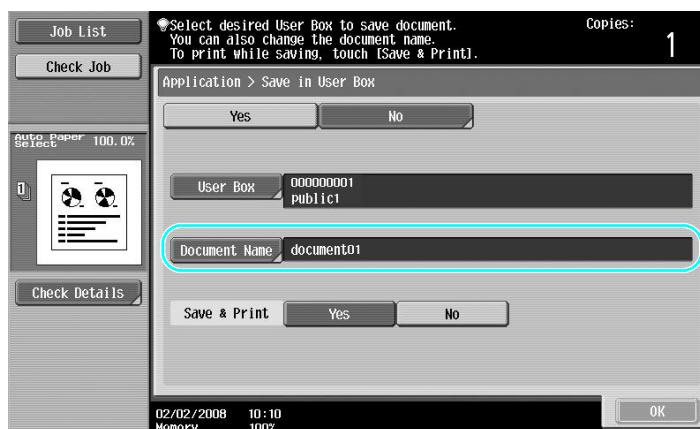 Job List
Check Job
Select desired User Box to save document.
You can also change the document name.
To print while saving, touch [Save & Print].
Copies:
1
Application > Save in User Box
Yes
No
Auto Paper
Select
100.0%
1
User Box
000000001
public1
Document Name
document01
Check Details
Save & Print
Yes
No
02/02/2008 10:10
Memory 100%
OK